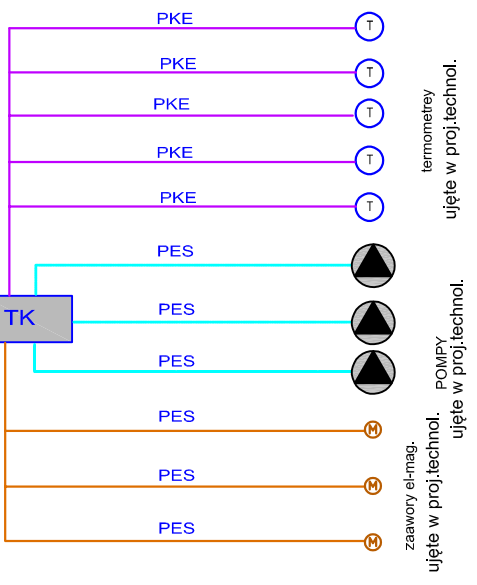 PKE
T
PKE
T
PKE
T
PKE
T
PKE
T
termometrey
ujęte w proj.technol.
PES
TK
PES
PES
POMPY
ujęte w proj.technol.
PES
M
PES
M
PES
M
zaawory el-mag.
ujęte w proj.technol.